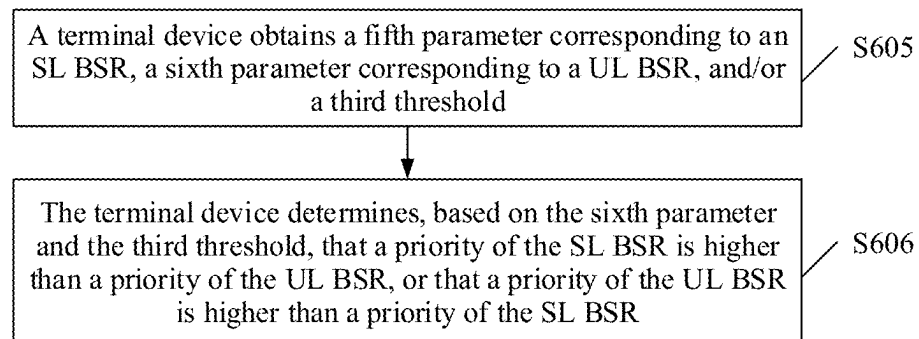 A terminal device obtains a fifth parameter corresponding to an
SL BSR, a sixth parameter corresponding to a UL BSR, and/or
a third threshold
S605
The terminal device determines, based on the sixth parameter
and the third threshold, that a priority of the SL BSR is higher
than a priority of the UL BSR, or that a priority of the UL BSR
is higher than a priority of the SL BSR
S606